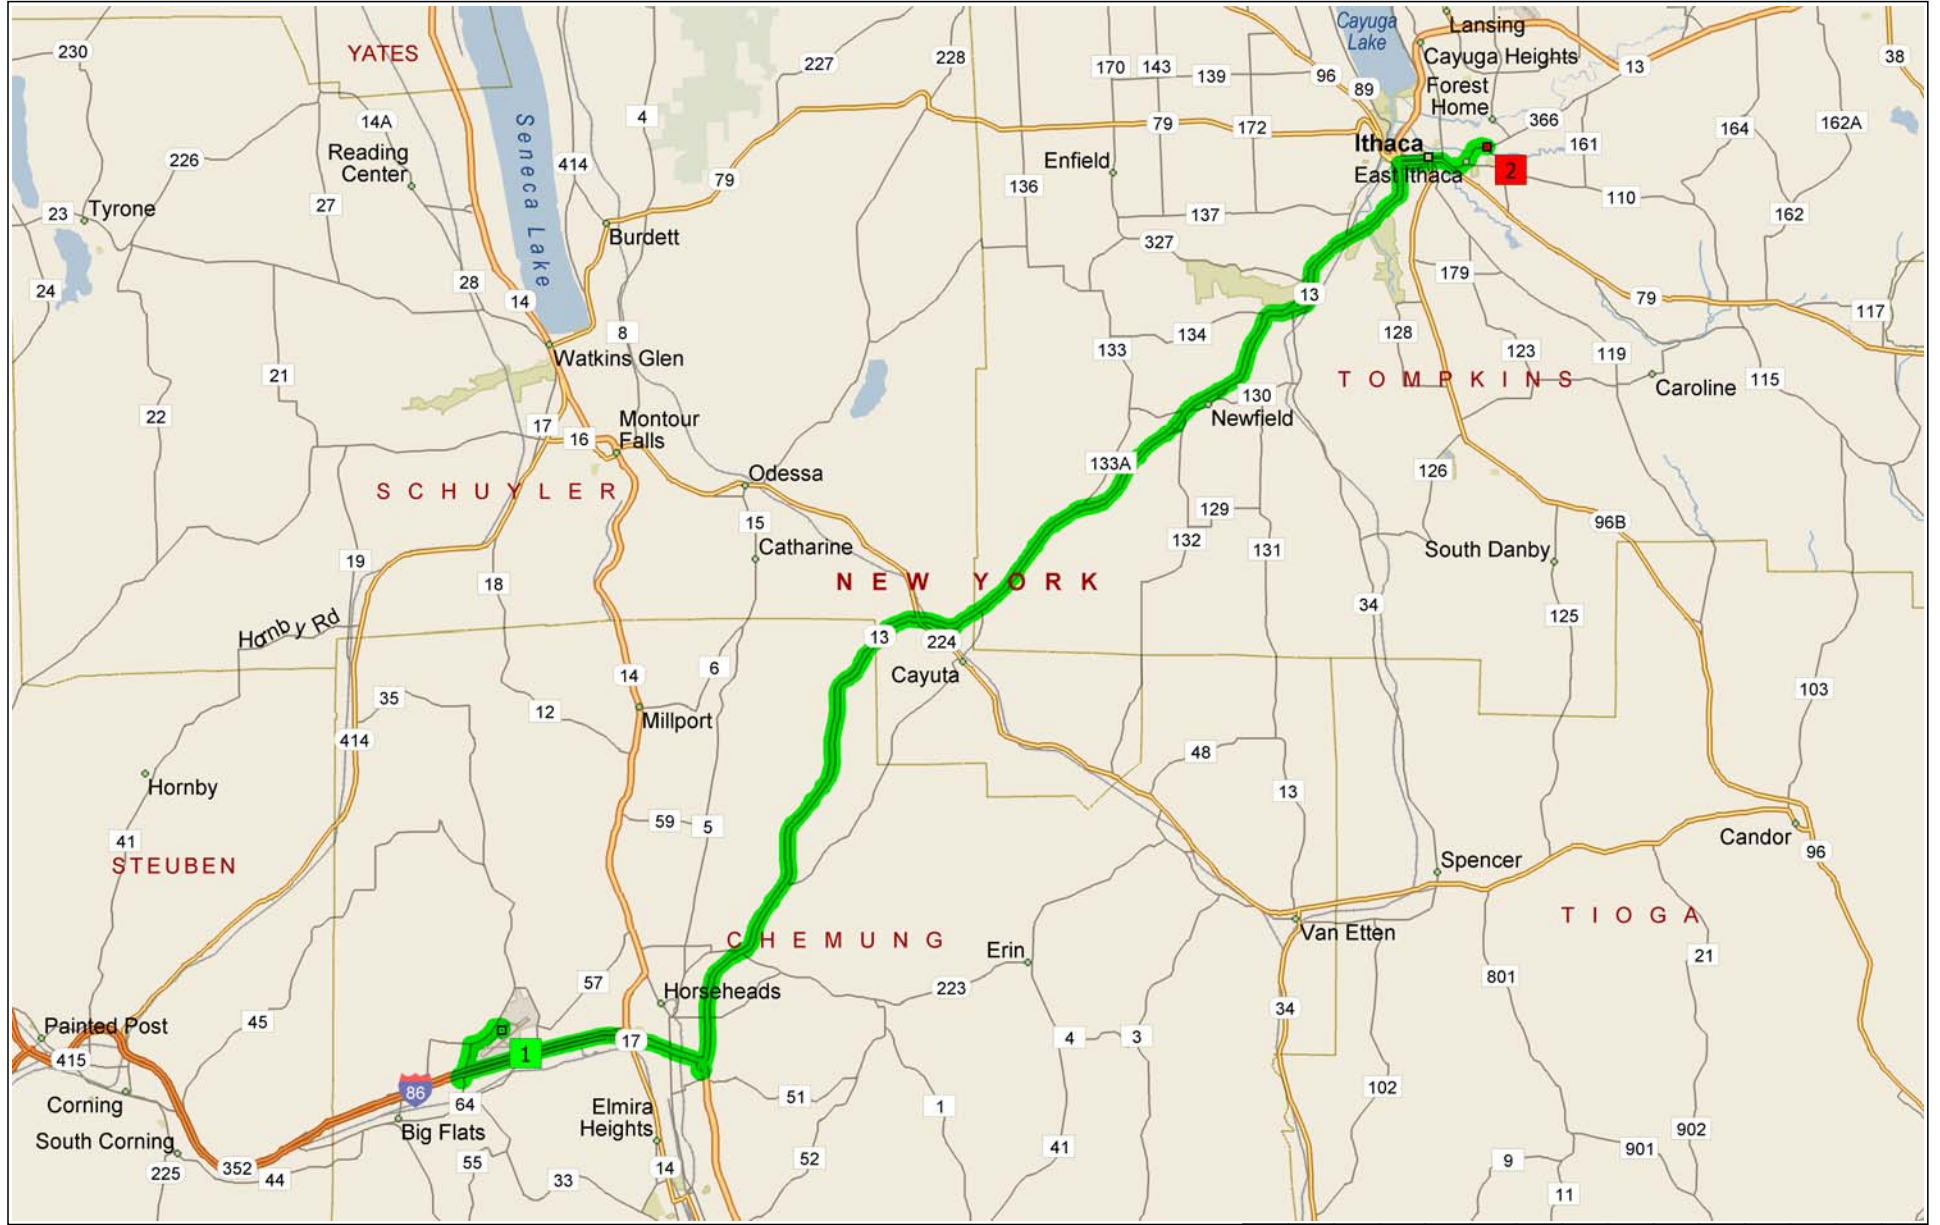 Lansing
YATES
Cayuga
Lake
230
227
228
170
143
139
96
13
38
Cayuga Heights
89
Forest
Home
4
14A
79
172
366
164
162A
Seneca Lake
Reading
Center
226
414
Enfield
Ithaca
161
East Ithaca
2
79
136
110
27
23
Tyrone
137
162
Burdett
327
24
28
14
13
179
79
117
8
134
128
133
123
119
Watkins Glen
21
TOMPKINS
Caroline
115
130
22
Newfield
17
16
Montour
Falls
133A
126
Odessa
SCHUYLER
129
15
96B
132
131
South Danby
Catharine
19
18
NEW YORK
34
125
Hornby Rd
13
224
6
14
Cayuta
35
12
Millport
103
414
48
Hornby
13
59
5
41
Candor
96
STEUBEN
Spencer
CHEMUNG
TIOGA
Van Etten
Erin
21
57
223
801
Horseheads
34
45
Painted Post
17
4
3
415
1
86
102
64
51
1
Corning
Elmira
Heights
Big Flats
902
South Corning
41
901
352
44
225
55
52
9
14
33
11